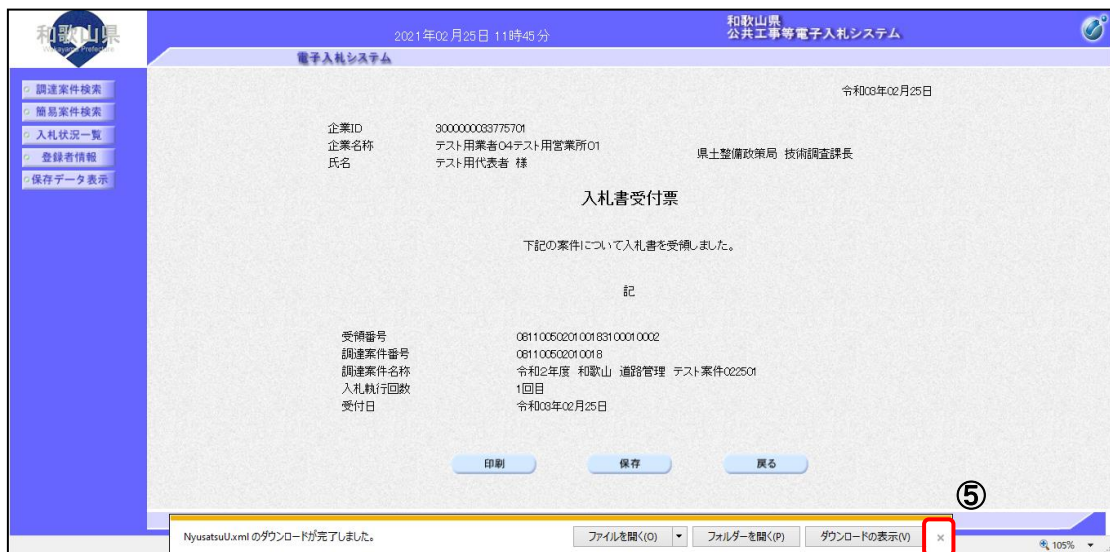 和歌山県
Wakayama Prefecture
2021年02月25日 11時45分
和歌山県
公共工事等電子入札システム
電子入札システム
調達案件検索
簡易案件検索
入札状況一覧
登録者情報
保存データ表示
令和03年02月25日
企業ID 3000000033775701
企業名称 テスト用業者04テスト用営業所01
氏名 テスト用代表者 様
県土整備政策局 技術調査課長
入札書受付票
下記の案件について入札書を受領しました。
記
受領番号 0811005020100183100010002
調達案件番号 081100502010018
調達案件名称 令和2年度 和歌山 道路管理 テスト案件022501
入札執行回数 1回目
受付日 令和03年02月25日
印刷 保存 戻る
⑤
NyusatsuU.xml のダウンロードが完了しました。 ファイルを開く(O) フォルダーを開く(P) ダウンロードの表示(V) ×
105%